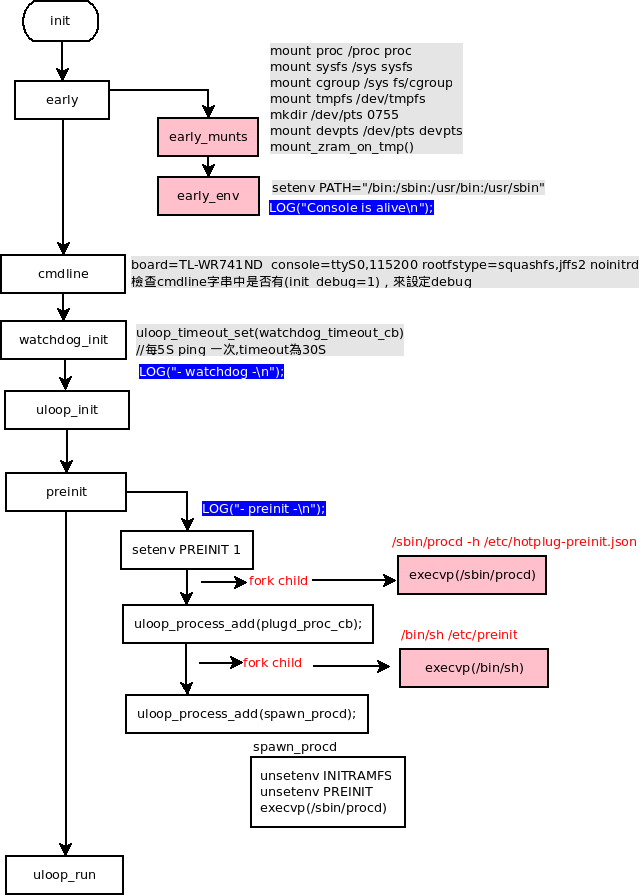 init
early
mount proc /proc proc
mount sysfs /sys sysfs
mount cgroup /sys fs/cgroup
mount tmpfs /dev/tmpfs
mkdir /dev/pts 0755
mount devpts /dev/pts devpts
mount_zram_on_tmp()
early_munts
early_env
setenv PATH="/bin:/sbin:/usr/bin:/usr/sbin"
LOG("Console is alive\n");
cmdline
board=TL-WR741ND console=ttyS0,115200 rootfstype=squashfs,jffs2 noinitrd
檢查cmdline字串中是否有(init_debug=1) , 來設定debug
watchdog_init
uloop_timeout_set(watchdog_timeout_cb)
//每5S ping 一次,timeout為30S
LOG("- watchdog -\n");
uloop_init
preinit
LOG("- preinit -\n");
setenv PREINIT 1
/sbin/procd -h /etc/hotplug-preinit.json
fork child
execvp(/sbin/procd)
uloop_process_add(plugd_proc_cb);
/bin/sh /etc/preinit
fork child
execvp(/bin/sh)
uloop_process_add(spawn_procd);
spawn_procd
unsetenv INITRAMFS
unsetenv PREINIT
execvp(/sbin/procd)
uloop_run